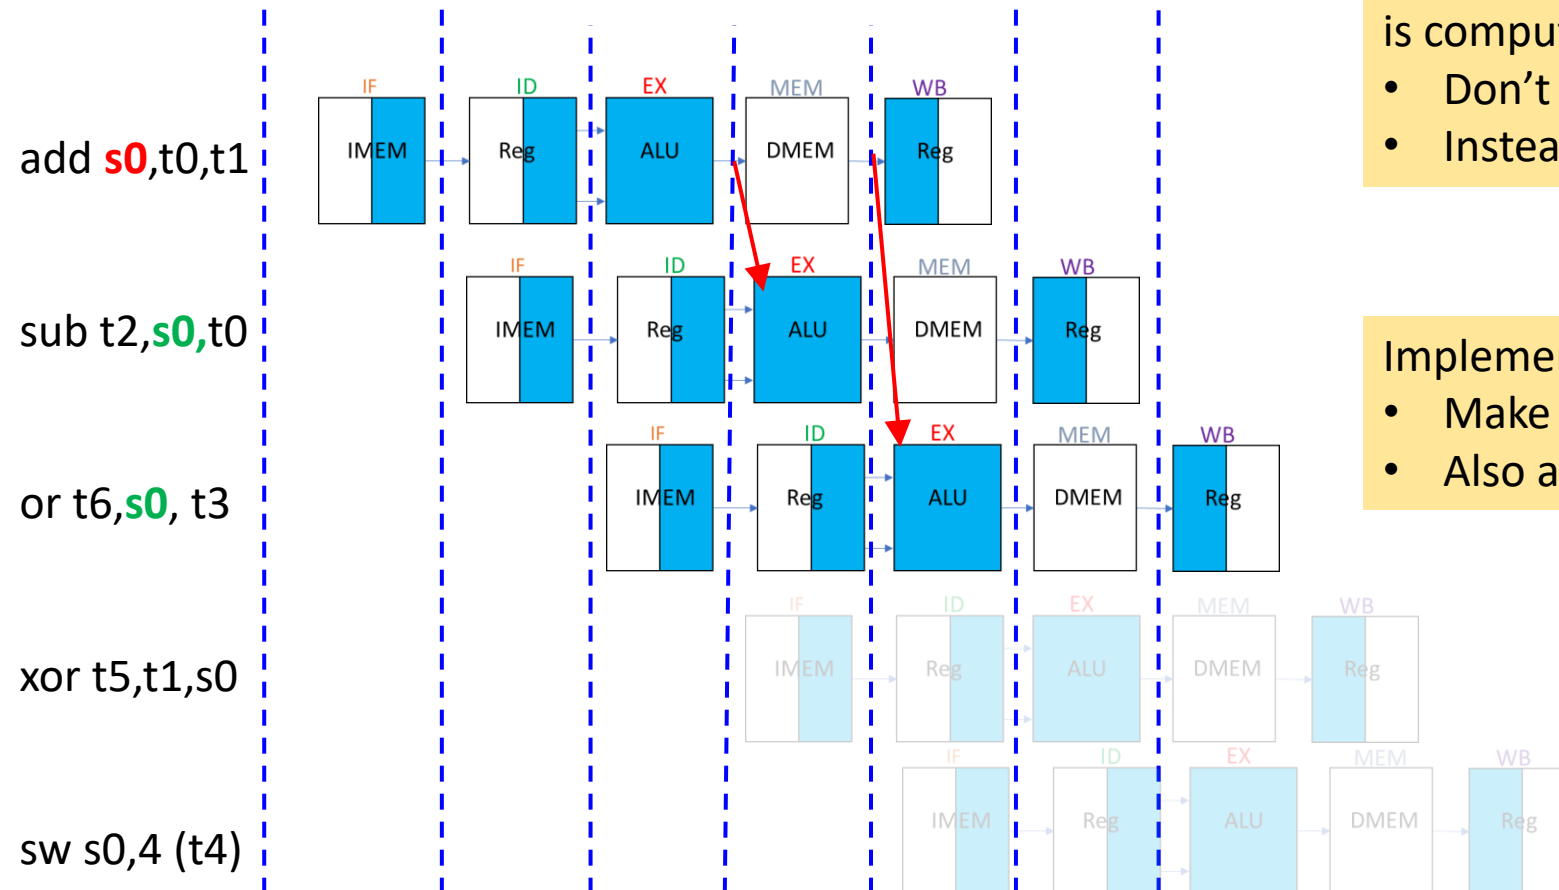 is compu
• Don't
• Instea
IF ID EX MEM WB
add s0,t0,t1 IMEM Reg ALU DMEM Reg
IF ID EX MEM WB
sub t2,s0,t0 IMEM Reg ALU DMEM Reg
Impleme
• Make
• Also a
IF ID EX MEM WB
or t6,s0, t3 IMEM Reg ALU DMEM Reg
IF ID EX MEM WB
xor t5,t1,s0 IMEM Reg ALU DMEM Reg
IF ID EX MEM WB
sw s0,4 (t4) IMEM Reg ALU DMEM Reg